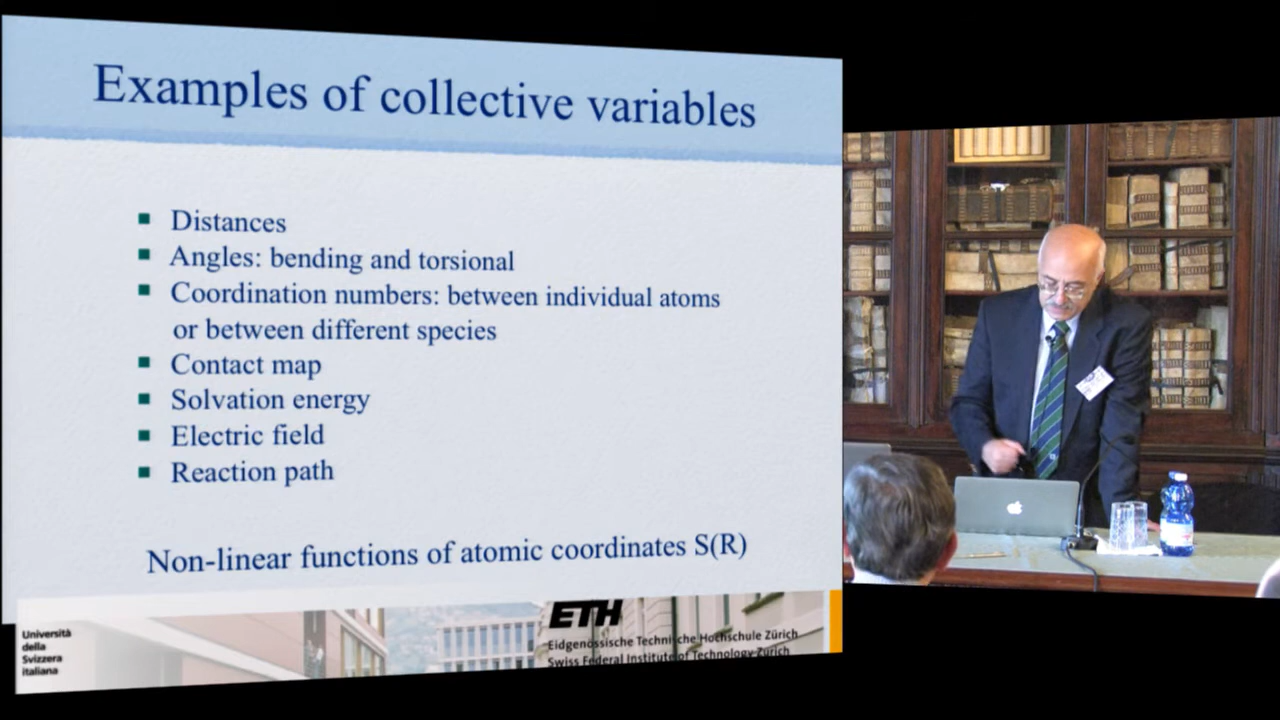 Examples of collective variables
Distances
Angles: bending and torsional
Coordination numbers: between individual atoms
or between different species
Contact map
Solvation energy
Electric field
Reaction path
Non-linear functions of atomic coordinates S(R)
Università
della
Svizzera
italiana
ETH
Eidgenössische Technische Hochschule Zürich
Swiss Federal Institute of Technology Zurich